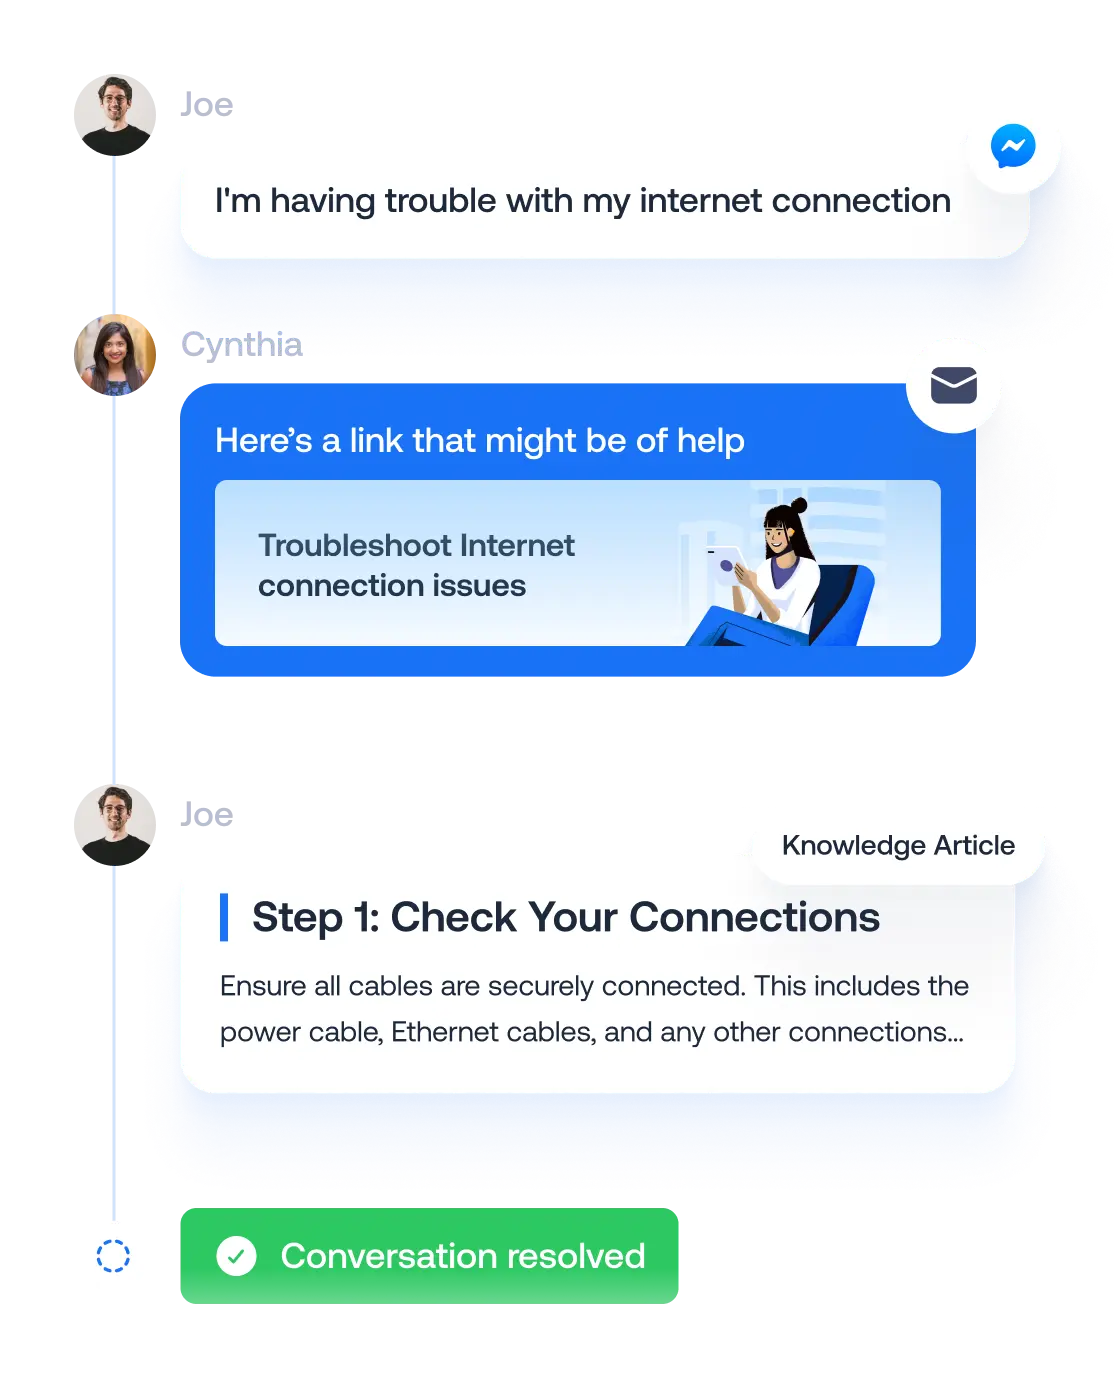 Joe
I'm having trouble with my internet connection
Cynthia
Here’s a link that might be of help
Troubleshoot Internet
connection issues
Joe
Knowledge Article
Step 1: Check Your Connections
Ensure all cables are securely connected. This includes the
power cable, Ethernet cables, and any other connections...
Conversation resolved